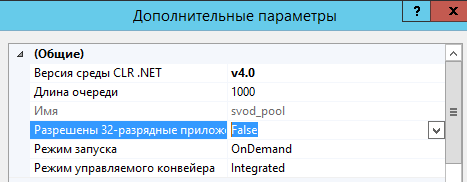 Дополнительные параметры
?
(Общие)
Версия среды CLR .NET v4.0
Длина очереди 1000
Имя svod_pool
Разрешены 32-разрядные прилож False
Режим запуска OnDemand
Режим управляемого конвейера Integrated